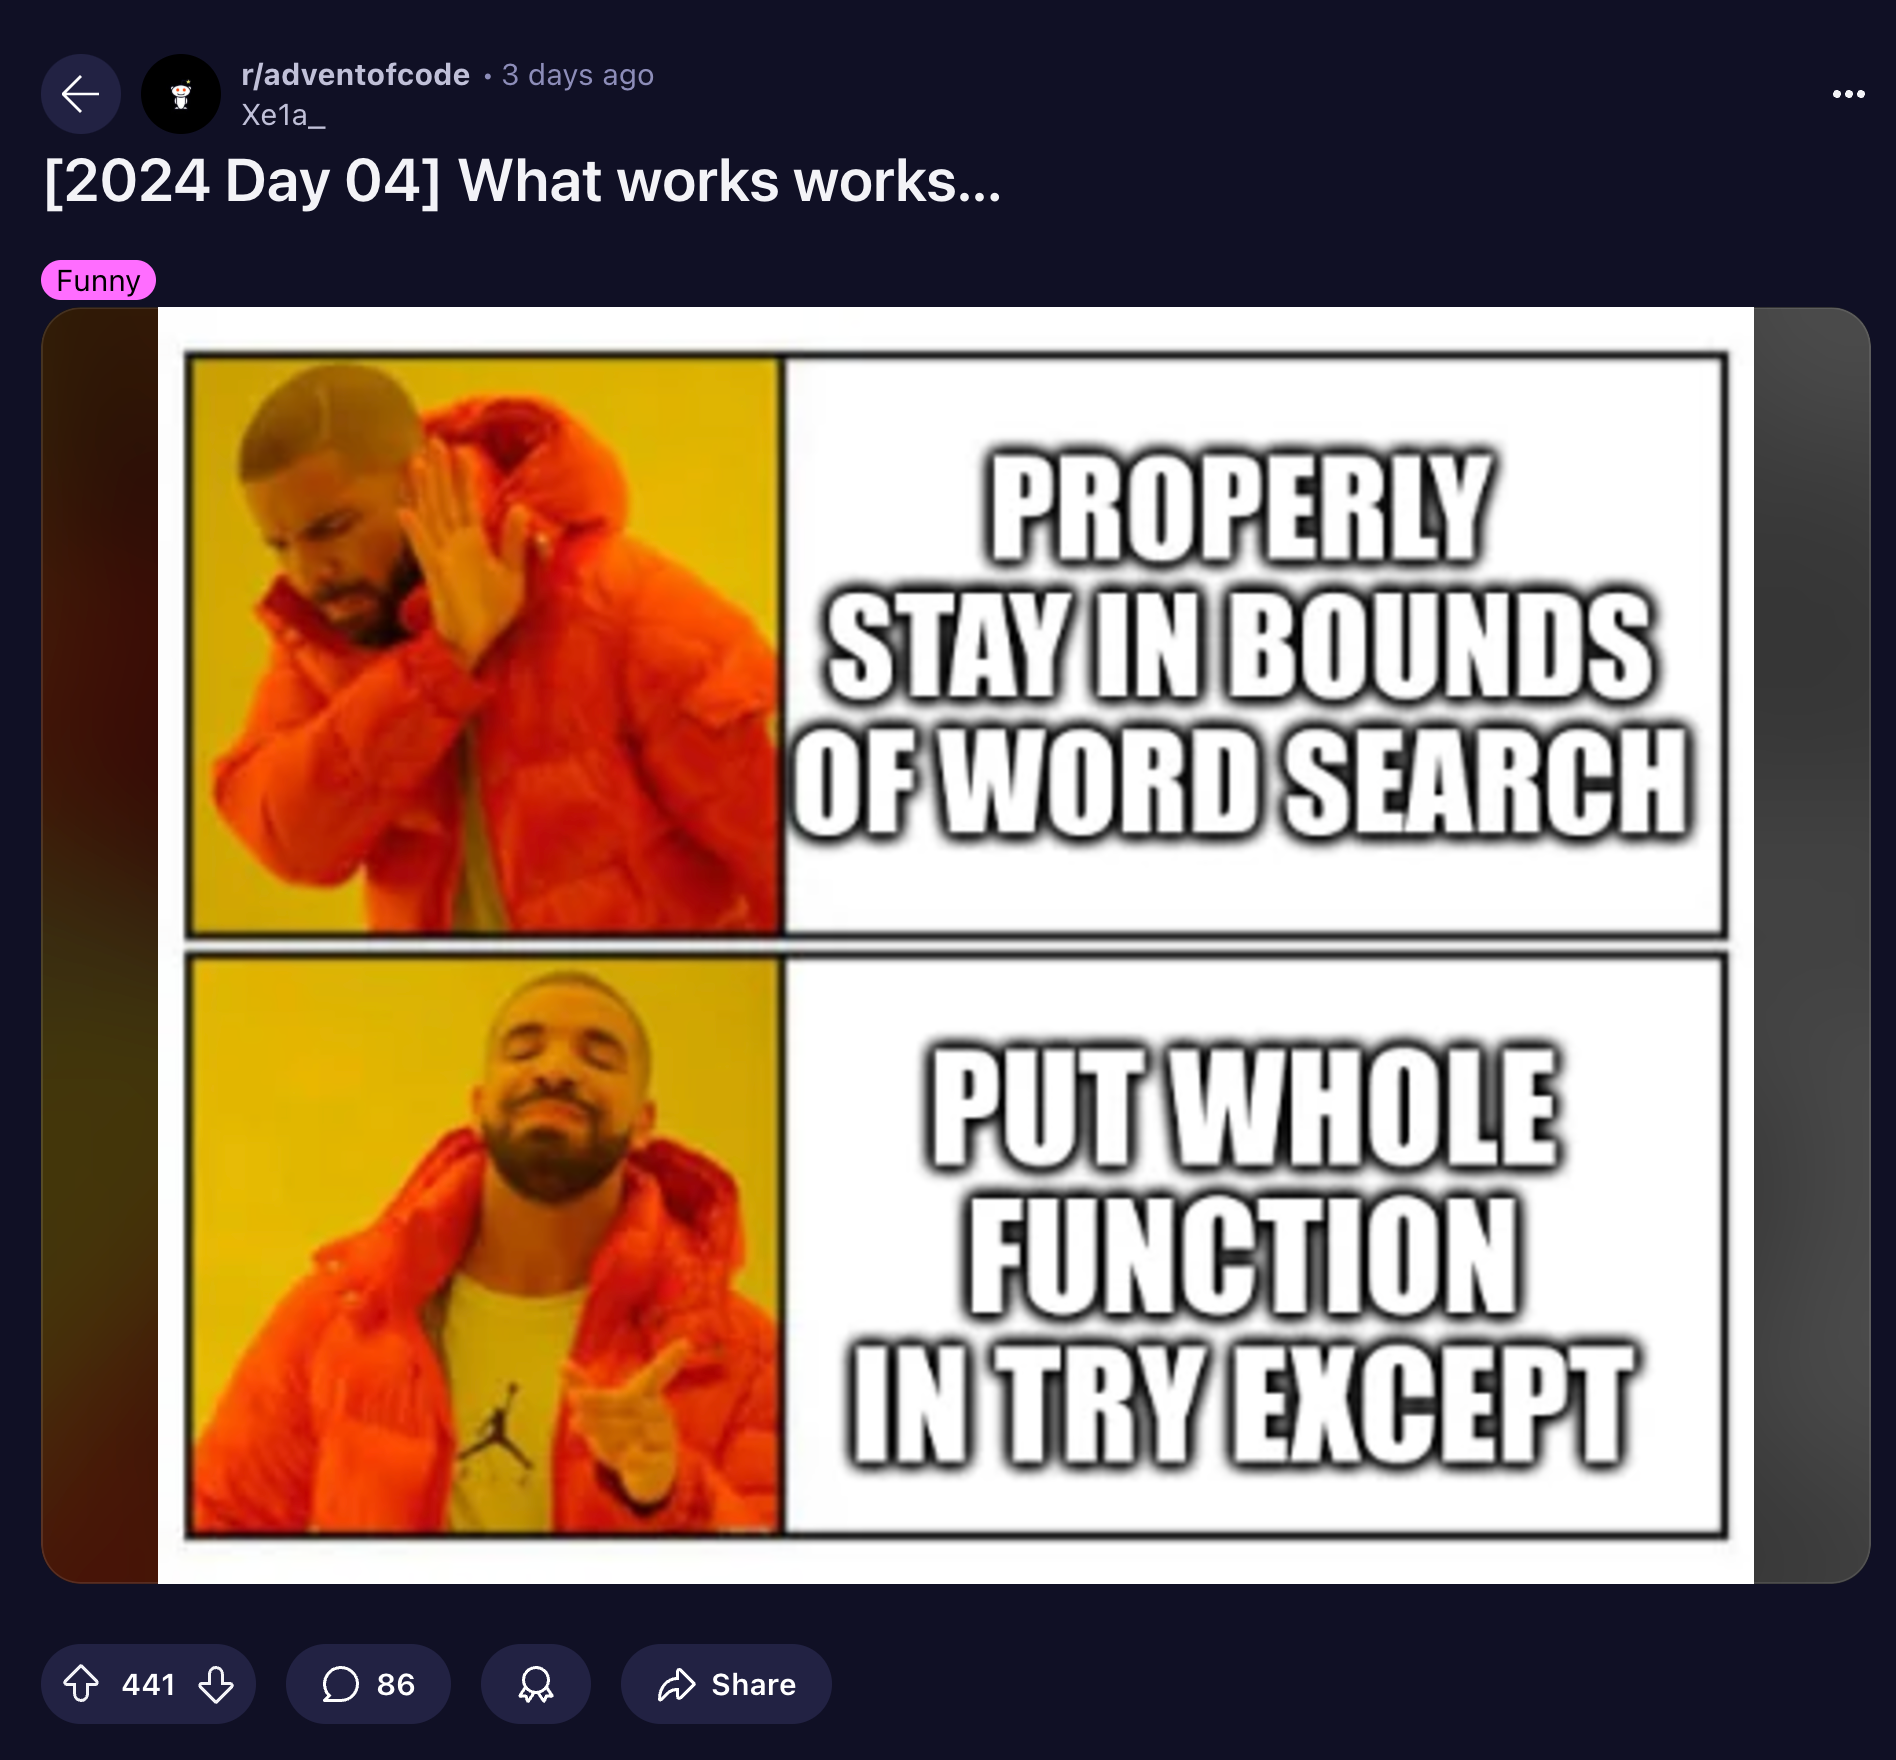 r/adventofcode • 3 days ago
Xe1a_
[2024 Day 04] What works works...
Funny
PROPERLY
STAY IN BOUNDS
OF WORD SEARCH
PUT WHOLE
FUNCTION
IN TRY EXCEPT
441
86
Share